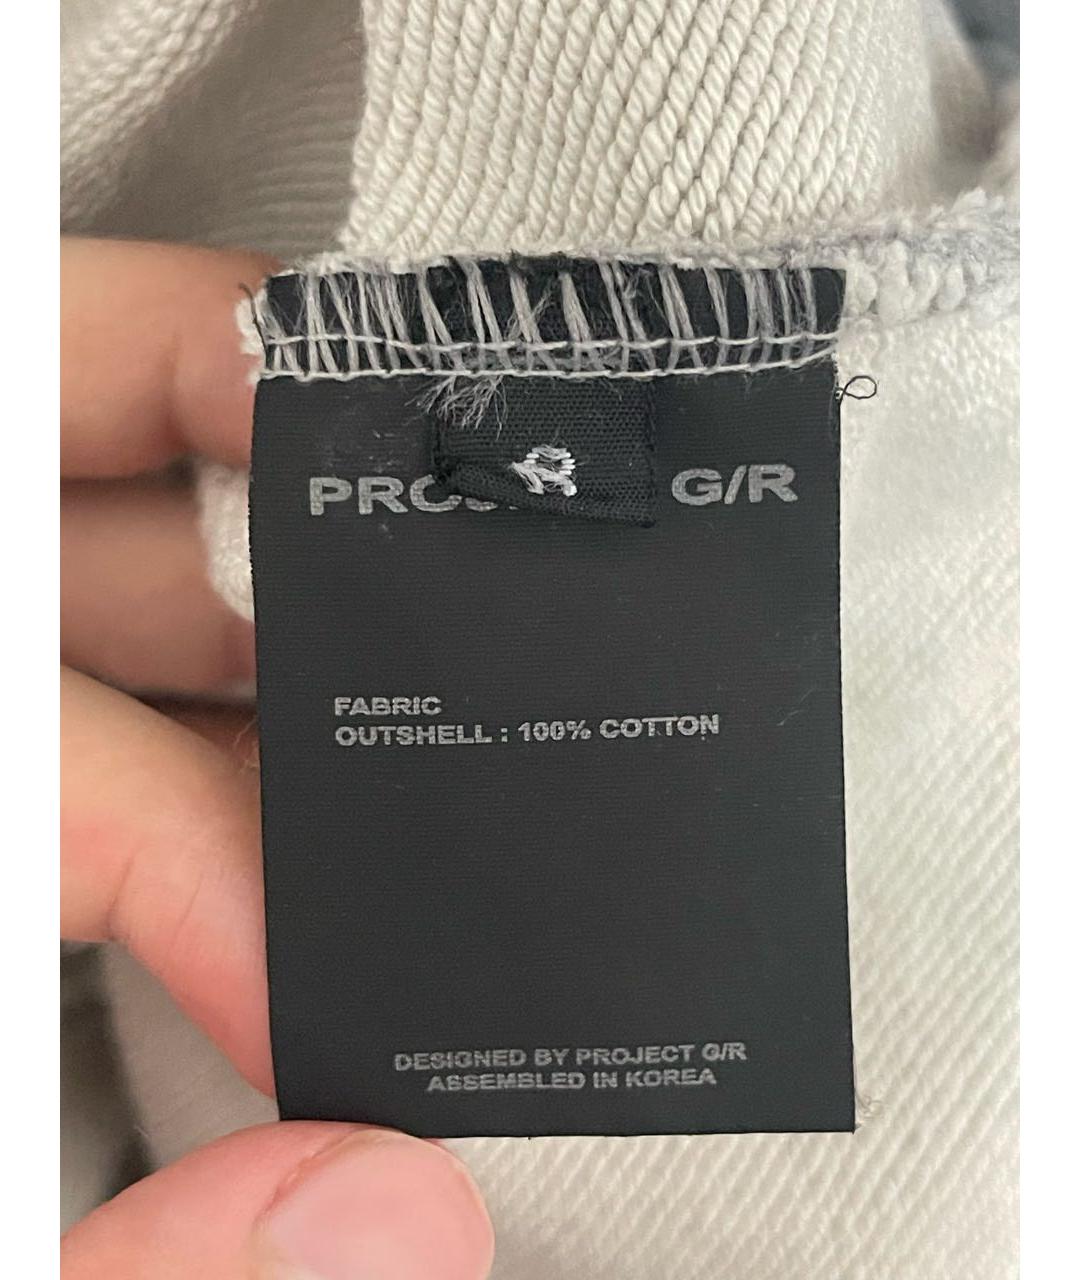 G/R
FABRIC
OUTSHELL : 100% COTTON
DESIGNED BY PROJECT G/R
ASSEMBLED IN KOREA